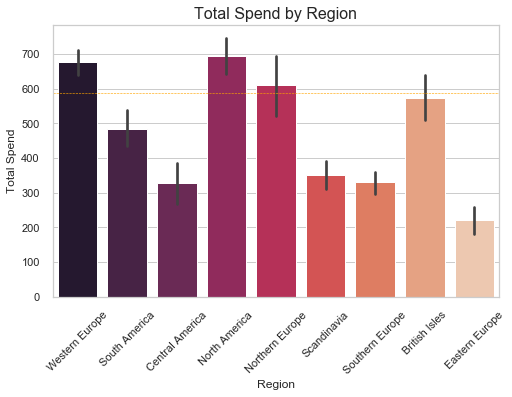 Total Spend by Region
Total Spend
700
600
500
400
300
200
100
0
Western Europe
South America
Central America
North America
Northern Europe
Scandinavia
Southern Europe
British Isles
Eastern Europe
Region